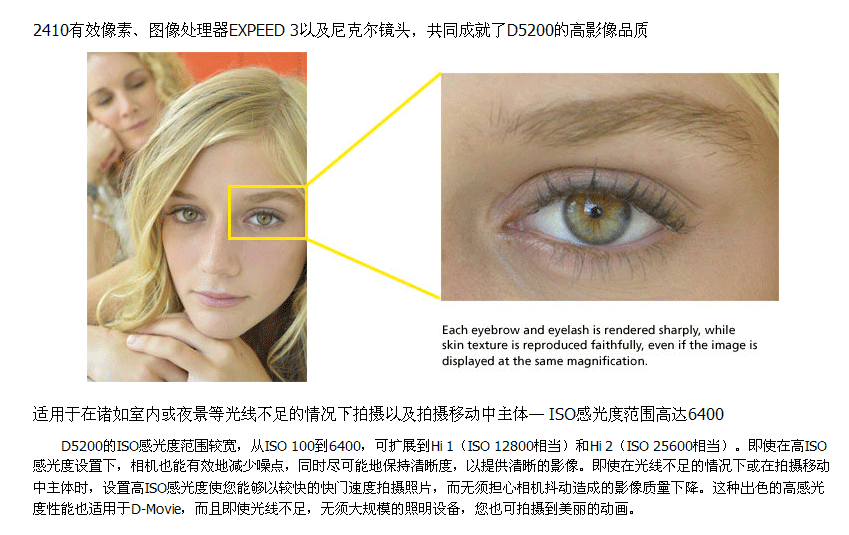 2410有效像素、图像处理器EXPEED 3以及尼克尔镜头，共同成就了D5200的高影像品质
Each eyebrow and eyelash is rendered sharply, while
skin texture is reproduced faithfully, even if the image is
displayed at the same magnification.
适用于在诸如室内或夜景等光线不足的情况下拍摄以及拍摄移动中主体— ISO感光度范围高达6400
D5200的ISO感光度范围较宽，从ISO 100到6400，可扩展到Hi 1（ISO 12800相当）和Hi 2（ISO 25600相当）。即使在高ISO
感光度设置下，相机也能有效地减少噪点，同时尽可能地保持清晰度，以提供清晰的影像。即使在光线不足的情况下或在拍摄移动
中主体时，设置高ISO感光度使您能够以较快的快门速度拍摄照片，而无须担心相机抖动造成的影像质量下降。这种出色的高感光
度性能也适用于D-Movie，而且即使光线不足，无须大规模的照明设备，您也可拍摄到美丽的动画。